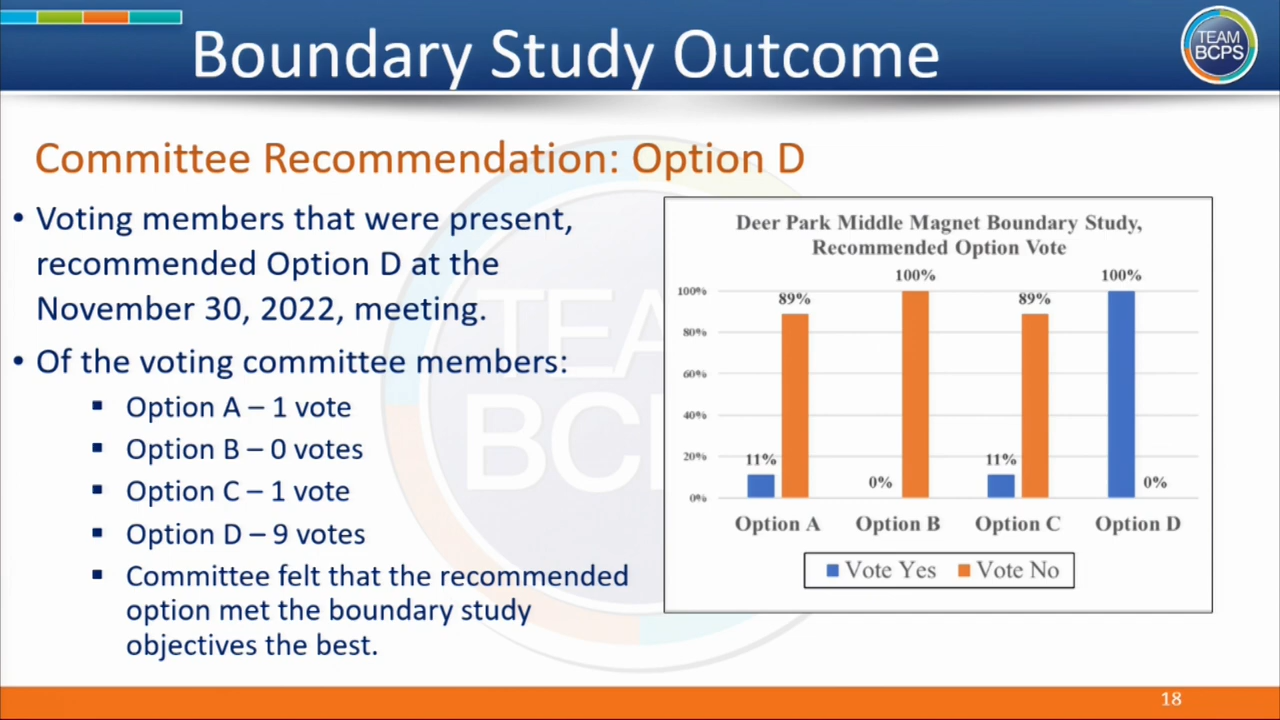 Boundary Study Outcome
TEAM
BCPS
Committee Recommendation: Option D
• Voting members that were present,
recommended Option D at the
November 30, 2022, meeting.
• Of the voting committee members:
▪ Option A – 1 vote
▪ Option B – 0 votes
▪ Option C – 1 vote
▪ Option D – 9 votes
▪ Committee felt that the recommended
option met the boundary study
objectives the best.
Deer Park Middle Magnet Boundary Study,
Recommended Option Vote
100%
80%
60%
40%
20%
0%
11%
89%
0%
100%
11%
89%
100%
0%
Option A
Option B
Option C
Option D
Vote Yes
Vote No
TEAM
BCPS
18